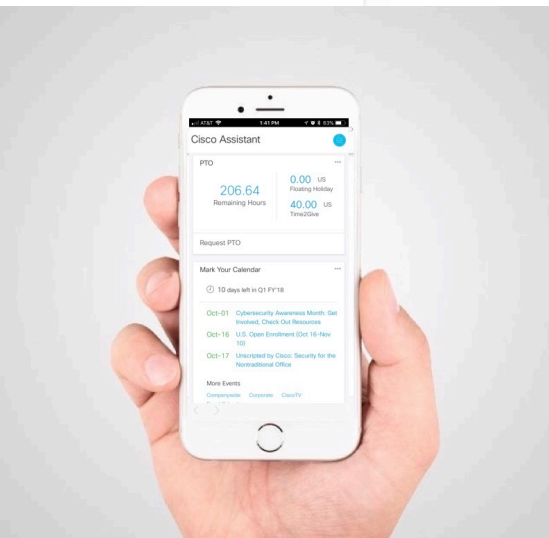 AT&T 1:41 PM 63%
Cisco Assistant
PTO
206.64
Remaining Hours
0.00 US
Floating Holiday
40.00 US
Time2Give
Request PTO
Mark Your Calendar
10 days left in Q1 FY'18
Oct-01 Cybersecurity Awareness Month: Get
Involved, Check Out Resources
Oct-16 U.S. Open Enrollment (Oct 16-Nov
10)
Oct-17 Unscripted by Cisco: Security for the
Nontraditional Office
More Events
Companywide Corporate CiscoTV